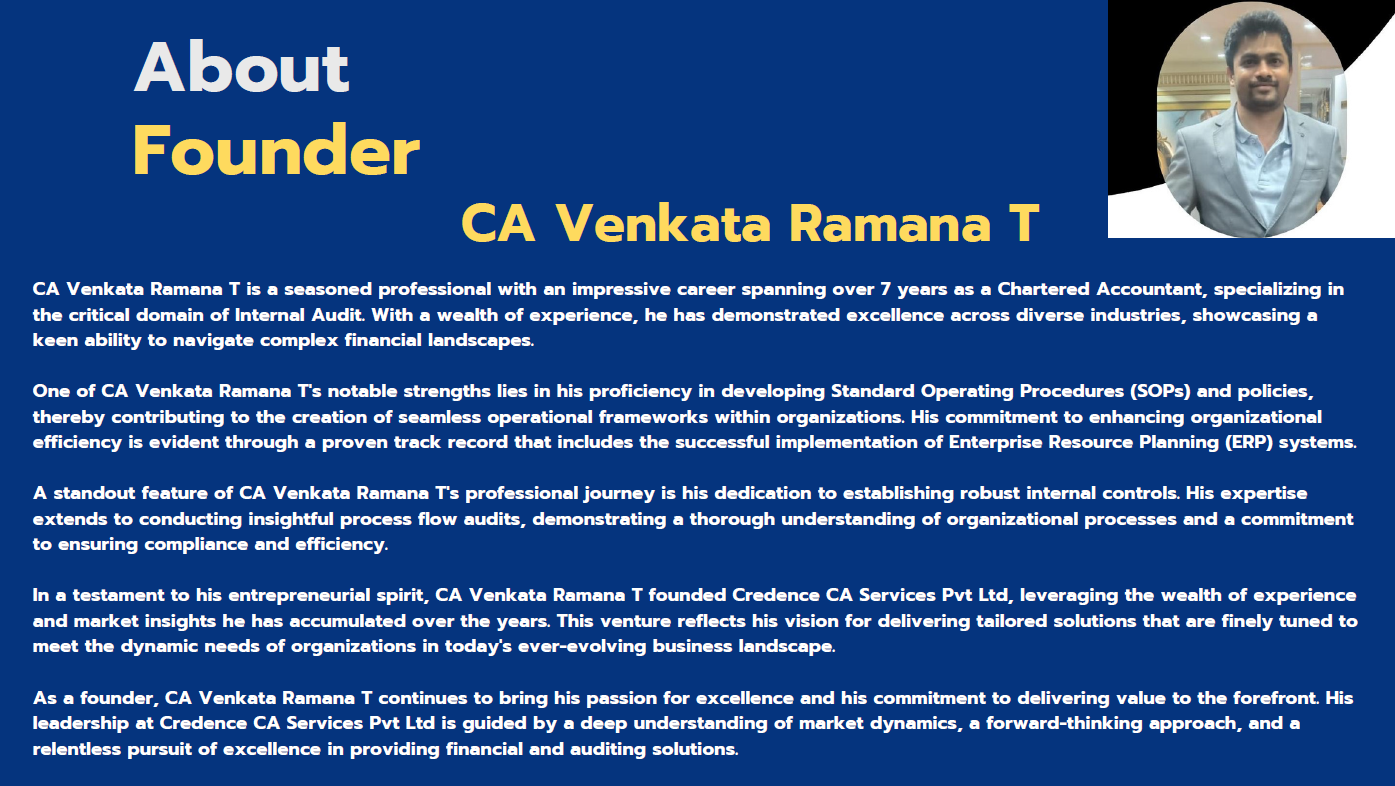 About
Founder
CA Venkata Ramana T
CA Venkata Ramana T is a seasoned professional with an impressive career spanning over 7 years as a Chartered Accountant, specializing in
the critical domain of Internal Audit. With a wealth of experience, he has demonstrated excellence across diverse industries, showcasing a
keen ability to navigate complex financial landscapes.
One of CA Venkata Ramana T's notable strengths lies in his proficiency in developing Standard Operating Procedures (SOPs) and policies,
thereby contributing to the creation of seamless operational frameworks within organizations. His commitment to enhancing organizational
efficiency is evident through a proven track record that includes the successful implementation of Enterprise Resource Planning (ERP) systems.
A standout feature of CA Venkata Ramana T's professional journey is his dedication to establishing robust internal controls. His expertise
extends to conducting insightful process flow audits, demonstrating a thorough understanding of organizational processes and a commitment
to ensuring compliance and efficiency.
In a testament to his entrepreneurial spirit, CA Venkata Ramana T founded Credence CA Services Pvt Ltd, leveraging the wealth of experience
and market insights he has accumulated over the years. This venture reflects his vision for delivering tailored solutions that are finely tuned to
meet the dynamic needs of organizations in today's ever-evolving business landscape.
As a founder, CA Venkata Ramana T continues to bring his passion for excellence and his commitment to delivering value to the forefront. His
leadership at Credence CA Services Pvt Ltd is guided by a deep understanding of market dynamics, a forward-thinking approach, and a
relentless pursuit of excellence in providing financial and auditing solutions.